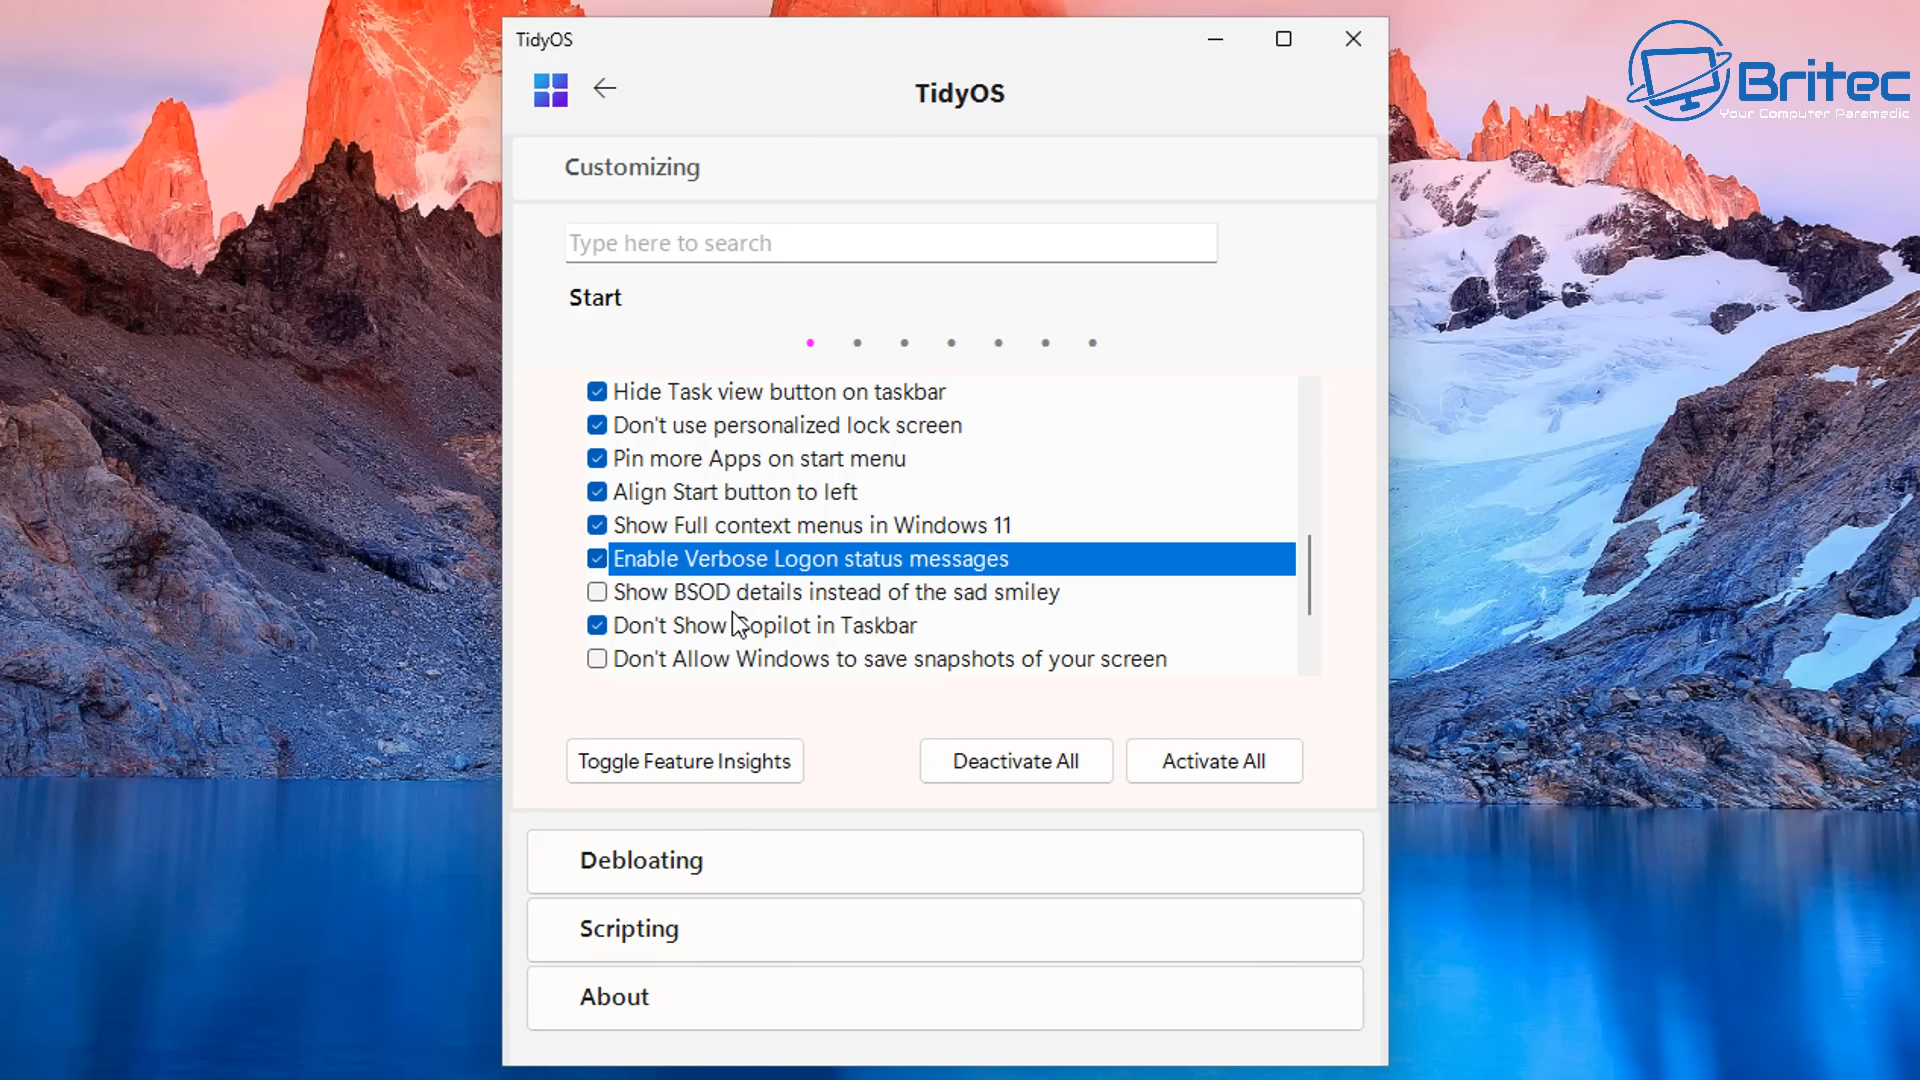 TidyOS
TidyOS
Britec
Your Computer Paramedic
Customizing
Type here to search
Start
Hide Task view button on taskbar
Don't use personalized lock screen
Pin more Apps on start menu
Align Start button to left
Show Full context menus in Windows 11
Enable Verbose Logon status messages
Show BSOD details instead of the sad smiley
Don't Show Copilot in Taskbar
Don't Allow Windows to save snapshots of your screen
Toggle Feature Insights
Deactivate All
Activate All
Debloating
Scripting
About